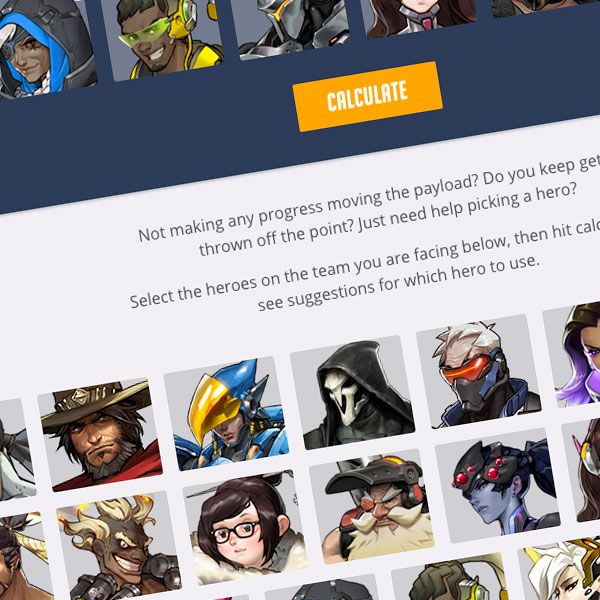 CALCULATE
Not making any progress moving the payload? Do you keep get
thrown off the point? Just need help picking a hero?
Select the heroes on the team you are facing below, then hit calc
see suggestions for which hero to use.